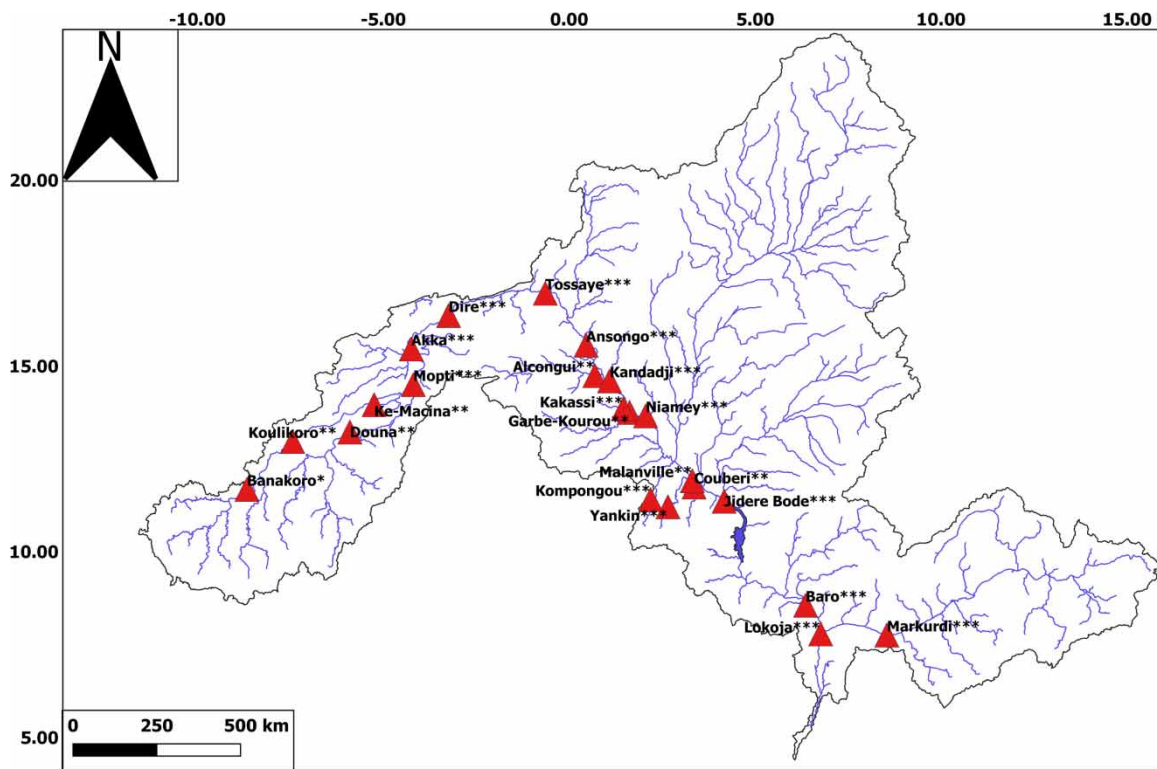 -10.00 -5.00 0.00 5.00 10.00 15.00
N
20.00
Tossaye***
Dire***
Ansongo***
Akka***
15.00
Alcongui**
Kandadji***
Mopti****
Kakassi***
Niamey***
Ke-Macina**
Garbe-Kourou**
Koulikoro**
Douna**
Malanville**
Couberi**
Banakoro*
Kompongou***
Jidere Bode***
Yankin***
10.00
Baro***
Lokoja***
Markurdi***
5.00
0 250 500 km